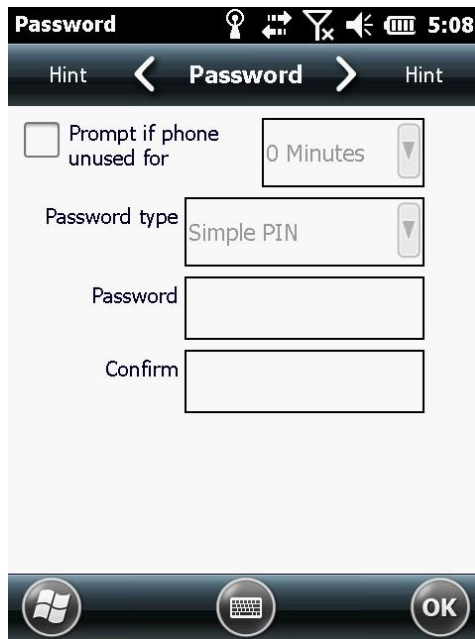 Password 5:08
Hint Password Hint
Prompt if phone
unused for
0 Minutes
Password type
Simple PIN
Password
Confirm
OK